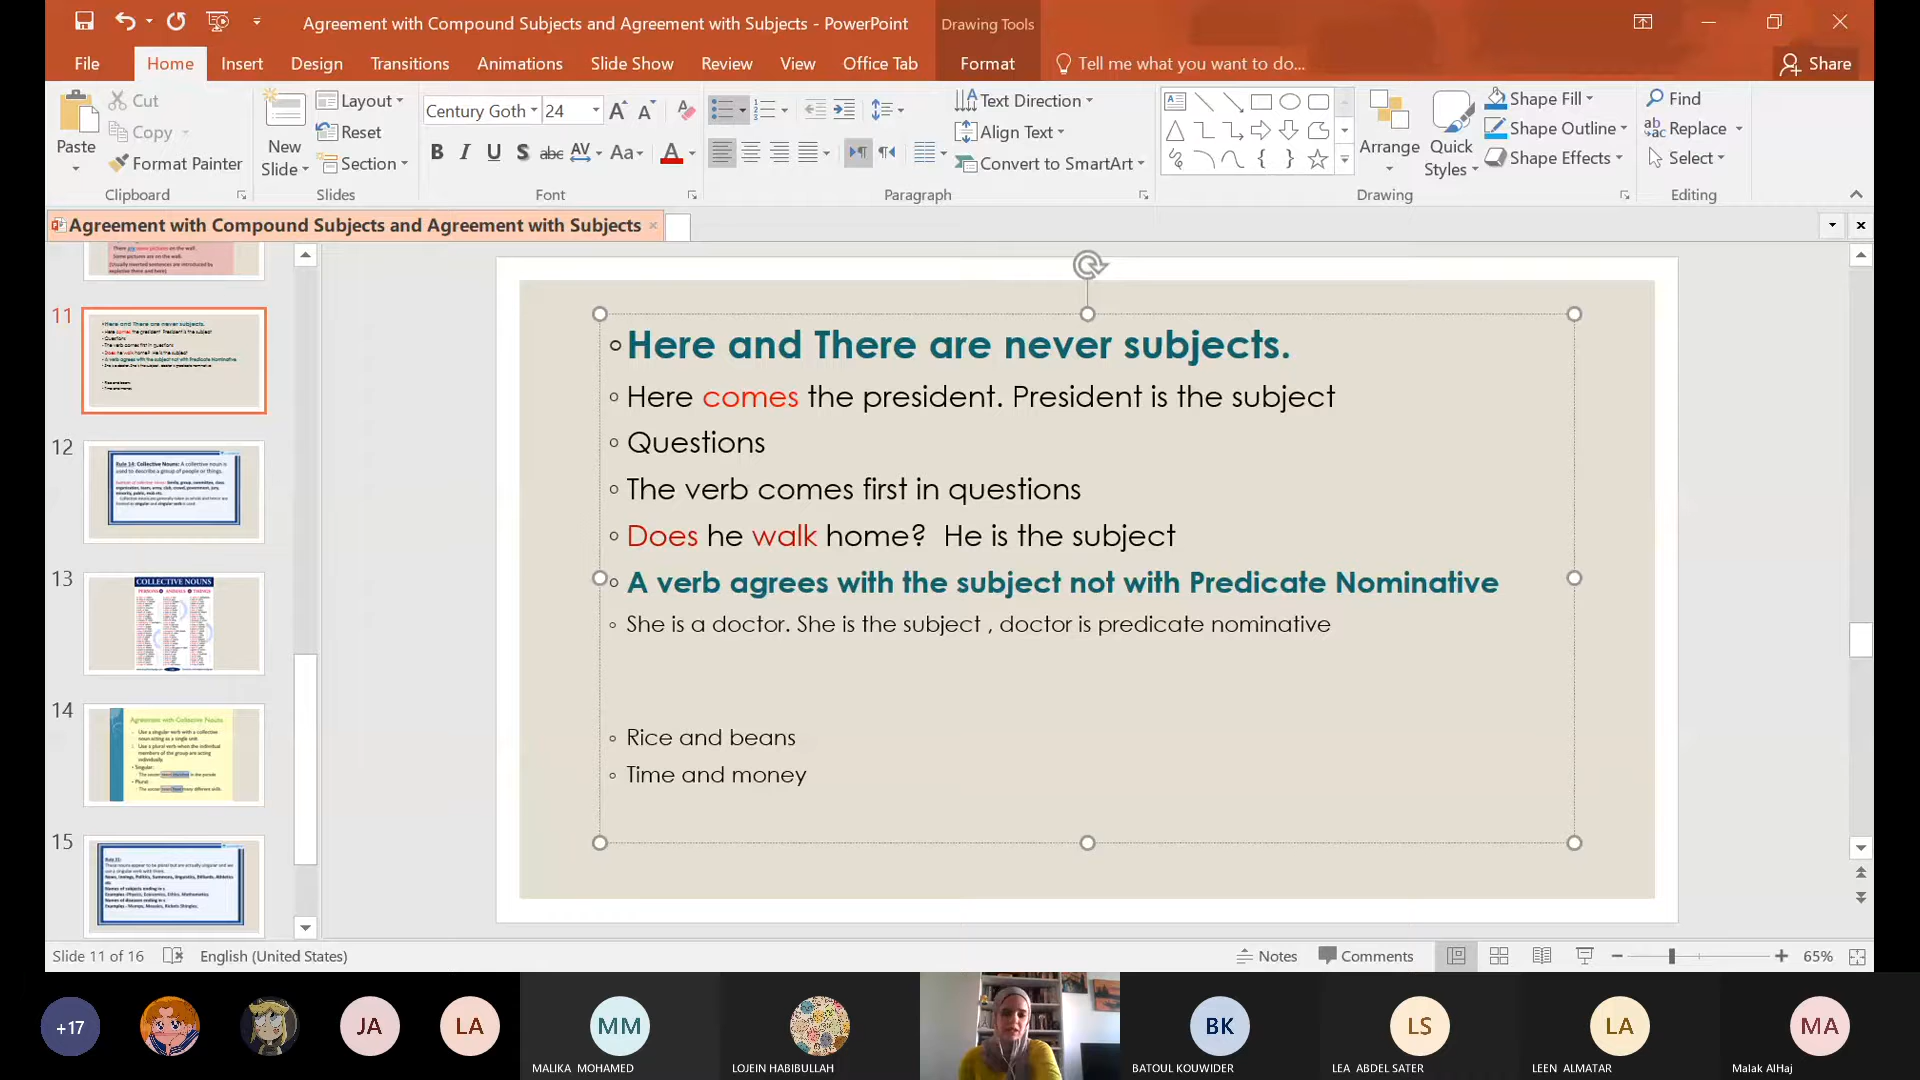 Agreement with Compound Subjects and Agreement with Subjects - PowerPoint
Drawing Tools
File
Home
Insert
Design
Transitions
Animations
Slide Show
Review
View
Office Tab
Format
Tell me what you want to do...
Share
Paste
Cut
Copy
Format Painter
Clipboard
New Slide
Layout
Reset
Section
Slides
Century Goth
24
Font
Text Direction
Align Text
Convert to SmartArt
Paragraph
Arrange
Quick Styles
Shape Fill
Shape Outline
Shape Effects
Drawing
Find
Replace
Select
Editing
Agreement with Compound Subjects and Agreement with Subjects
11
12
13
COLLECTIVE NOUNS
14
Agreement with Collective Nouns
15
Here and There are never subjects.
Here comes the president. President is the subject
Questions
The verb comes first in questions
Does he walk home?  He is the subject
A verb agrees with the subject not with Predicate Nominative
She is a doctor. She is the subject , doctor is predicate nominative
Rice and beans
Time and money
Slide 11 of 16
English (United States)
Notes
Comments
65%
+17
JA
LA
MM
MALIKA MOHAMED
LOJEIN HABIBULLAH
BK
BATOUL KOUWIDER
LS
LEA ABDEL SATER
LA
LEEN ALMATAR
MA
Malak AlHaj